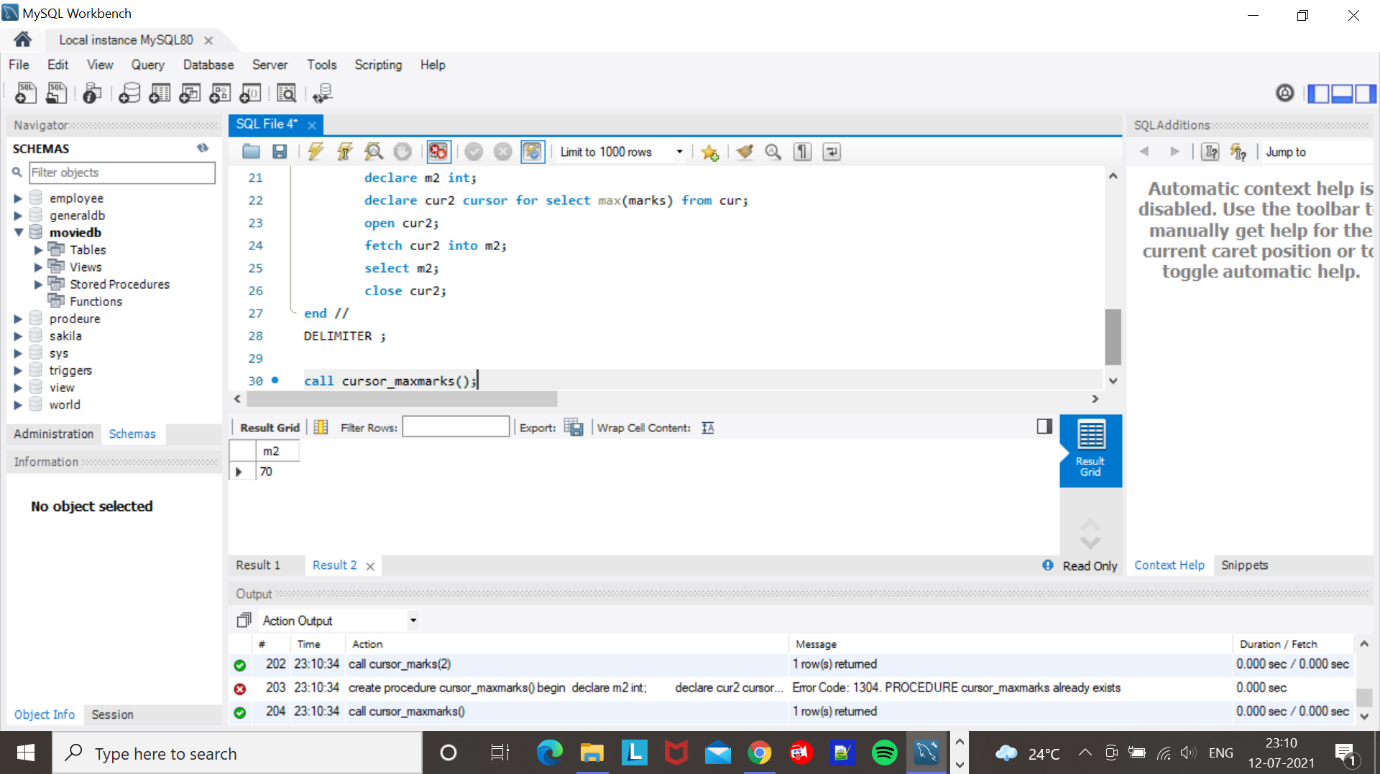 MySQL Workbench
Local instance MySQL80
File Edit View Query Database Server Tools Scripting Help
Navigator
SCHEMAS
Filter objects
employee
generaldb
moviedb
Tables
Views
Stored Procedures
Functions
prodeure
sakila
sys
triggers
view
world
Administration Schemas
Information
No object selected
Object Info Session
SQL File 4*
Limit to 1000 rows
21 declare m2 int;
22 declare cur2 cursor for select max(marks) from cur;
23 open cur2;
24 fetch cur2 into m2;
25 select m2;
26 close cur2;
27 end //
28 DELIMITER ;
29
30 call cursor_maxmarks();
Result Grid Filter Rows: Export: Wrap Cell Content:
m2
70
Result
Grid
Result 1 Result 2 Read Only
SQLAdditions
Jump to
Automatic context help is
disabled. Use the toolbar t
manually get help for the
current caret position or to
toggle automatic help.
Context Help Snippets
Output
Action Output
# Time Action Message Duration / Fetch
202 23:10:34 call cursor_marks(2) 1 row(s) returned 0.000 sec / 0.000 sec
203 23:10:34 create procedure cursor_maxmarks() begin declare m2 int; declare cur2 cursor... Error Code: 1304. PROCEDURE cursor_maxmarks already exists 0.000 sec
204 23:10:34 call cursor_maxmarks() 1 row(s) returned 0.000 sec / 0.000 sec
Type here to search
24°C
ENG
23:10
12-07-2021
1